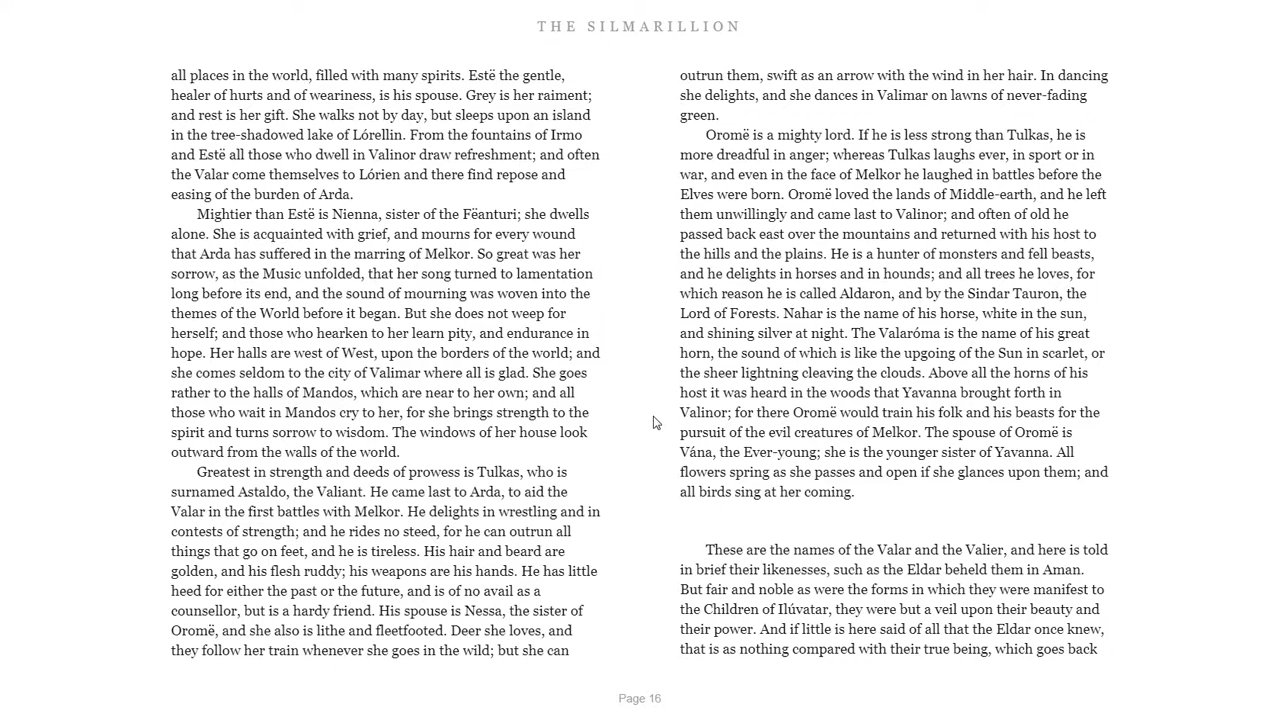 THE SILMARILLION
all places in the world, filled with many spirits. Estë the gentle,
healer of hurts and of weariness, is his spouse. Grey is her raiment;
and rest is her gift. She walks not by day, but sleeps upon an island
in the tree-shadowed lake of Lórellin. From the fountains of Irmo
and Estë all those who dwell in Valinor draw refreshment; and often
the Valar come themselves to Lórien and there find repose and
easing of the burden of Arda.
Mightier than Estë is Nienna, sister of the Fëanturi; she dwells
alone. She is acquainted with grief, and mourns for every wound
that Arda has suffered in the marring of Melkor. So great was her
sorrow, as the Music unfolded, that her song turned to lamentation
long before its end, and the sound of mourning was woven into the
themes of the World before it began. But she does not weep for
herself; and those who hearken to her learn pity, and endurance in
hope. Her halls are west of West, upon the borders of the world; and
she comes seldom to the city of Valimar where all is glad. She goes
rather to the halls of Mandos, which are near to her own; and all
those who wait in Mandos cry to her, for she brings strength to the
spirit and turns sorrow to wisdom. The windows of her house look
outward from the walls of the world.
Greatest in strength and deeds of prowess is Tulkas, who is
surnamed Astaldo, the Valiant. He came last to Arda, to aid the
Valar in the first battles with Melkor. He delights in wrestling and in
contests of strength; and he rides no steed, for he can outrun all
things that go on feet, and he is tireless. His hair and beard are
golden, and his flesh ruddy; his weapons are his hands. He has little
heed for either the past or the future, and is of no avail as a
counsellor, but is a hardy friend. His spouse is Nessa, the sister of
Oromë, and she also is lithe and fleetfooted. Deer she loves, and
they follow her train whenever she goes in the wild; but she can
outrun them, swift as an arrow with the wind in her hair. In dancing
she delights, and she dances in Valimar on lawns of never-fading
green.
Oromë is a mighty lord. If he is less strong than Tulkas, he is
more dreadful in anger; whereas Tulkas laughs ever, in sport or in
war, and even in the face of Melkor he laughed in battles before the
Elves were born. Oromë loved the lands of Middle-earth, and he left
them unwillingly and came last to Valinor; and often of old he
passed back east over the mountains and returned with his host to
the hills and the plains. He is a hunter of monsters and fell beasts,
and he delights in horses and in hounds; and all trees he loves, for
which reason he is called Aldaron, and by the Sindar Tauron, the
Lord of Forests. Nahar is the name of his horse, white in the sun,
and shining silver at night. The Valaróma is the name of his great
horn, the sound of which is like the upgoing of the Sun in scarlet, or
the sheer lightning cleaving the clouds. Above all the horns of his
host it was heard in the woods that Yavanna brought forth in
Valinor; for there Oromë would train his folk and his beasts for the
pursuit of the evil creatures of Melkor. The spouse of Oromë is
Vána, the Ever-young; she is the younger sister of Yavanna. All
flowers spring as she passes and open if she glances upon them; and
all birds sing at her coming.
These are the names of the Valar and the Valier, and here is told
in brief their likenesses, such as the Eldar beheld them in Aman.
But fair and noble as were the forms in which they were manifest to
the Children of Ilúvatar, they were but a veil upon their beauty and
their power. And if little is here said of all that the Eldar once knew,
that is as nothing compared with their true being, which goes back
Page 16